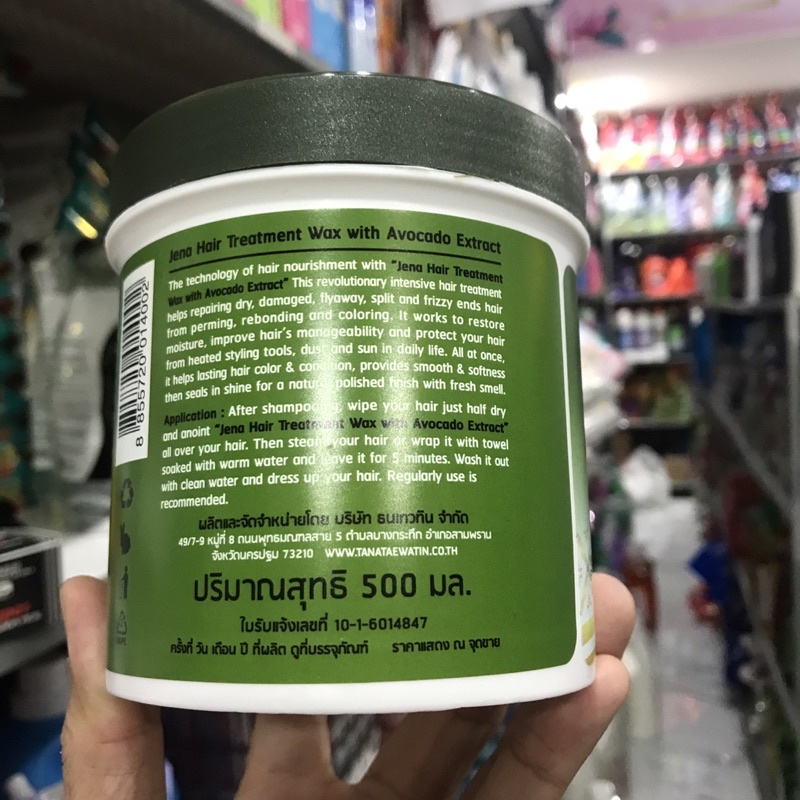 Jena Hair Treatment Wax with Avocado Extract
The technology of hair nourishment with "Jena Hair Treatment
Wax with Avocado Extract" This revolutionary intensive hair treatment
helps repairing dry, damaged, flyaway, split and frizzy ends hair
from perming, rebonding and coloring. It works to restore
moisture, improve hair's manageability and protect your hair
from heated styling tools, dust and sun in daily life. All at once,
it helps lasting hair color & condition, provides smooth & softness
then seals in shine for a natural polished finish with fresh smell.
Application : After shampooing, wipe your hair just half dry
and anoint "Jena Hair Treatment Wax with Avocado Extract"
all over your hair. Then steam your hair or wrap it with towel
soaked with warm water and leave it for 5 minutes. Wash it out
with clean water and dress up your hair. Regularly use is
recommended.
ผลิตและจัดจำหน่ายโดย บริษัท ธนเทวทิน จำกัด
49/7-9 หมู่ที่ 8 ถนนพุทธมณฑลสาย 5 ตำบลบางกระทึก อำเภอสามพราน
จังหวัดนครปฐม 73210 WWW.TANATAEWATIN.CO.TH
ปริมาณสุทธิ 500 มล.
ใบรับแจ้งเลขที่ 10-1-6014847
ครั้งที่ วัน เดือน ปี ที่ผลิต ดูที่บรรจุภัณฑ์ ราคาแสดง ณ จุดขาย
8 855720 014002